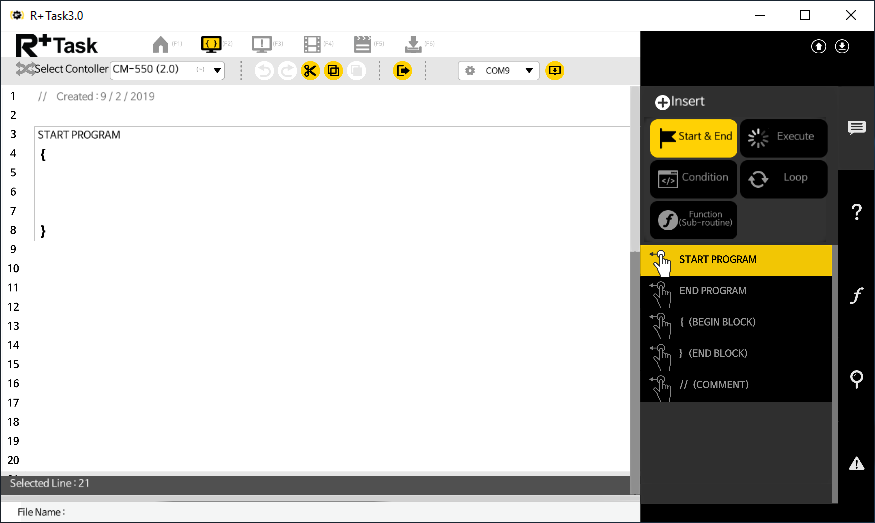 R+ Task3.0
R+Task
(F1) (F2) (F3) (F4) (F5) (F6)
Select Contoller CM-550 (2.0) COM9
1 // Created : 9 / 2 / 2019
2
3 START PROGRAM
4 {
5
6
7
8 }
9
10
11
12
13
14
15
16
17
18
19
20
Selected Line : 21
File Name :
Insert
Start & End
Execute
Condition
Loop
Function
(Sub-routine)
START PROGRAM
END PROGRAM
{ (BEGIN BLOCK)
} (END BLOCK)
// (COMMENT)